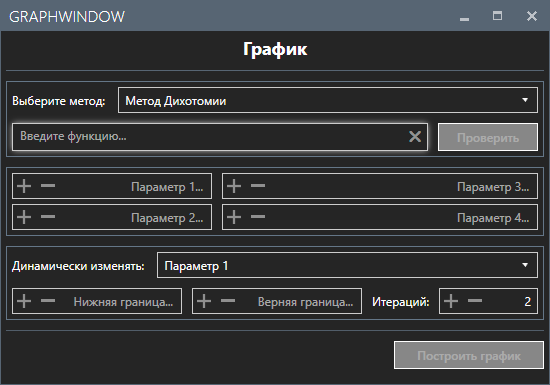 GRAPHWINDOW
График
Выберите метод: Метод Дихотомии
Введите функцию... Проверить
Параметр 1... Параметр 3...
Параметр 2... Параметр 4...
Динамически изменять: Параметр 1
Нижняя граница... Верняя граница... Итераций: 2
Построить график